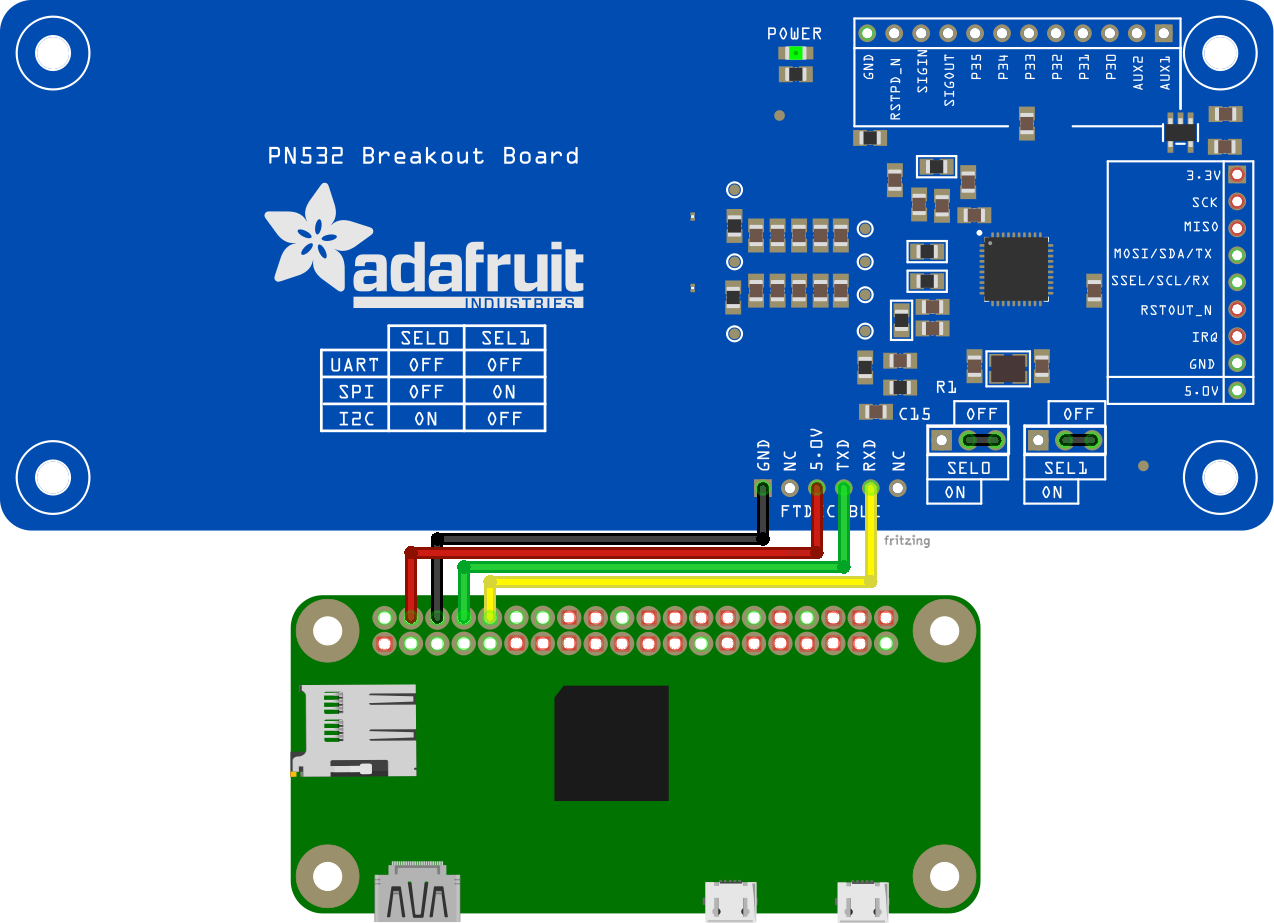 POWER
GND RSTPD_N SIGIN SIGOUT P35 P34 P33 P32 P31 P30 AUX2 AUX1
PN532 Breakout Board
adafruit
INDUSTRIES
3.3V
SCK
MISO
MOSI/SDA/TX
SSEL/SCL/RX
RSTOUT_N
IRQ
GND
5.0V
SEL0 SEL1
UART OFF OFF
SPI OFF ON
I2C ON OFF
R1
C15
OFF
SEL0
ON
OFF
SEL1
ON
GND NC 5.0V TXD RXD NC
FTDI CABLE
fritzing